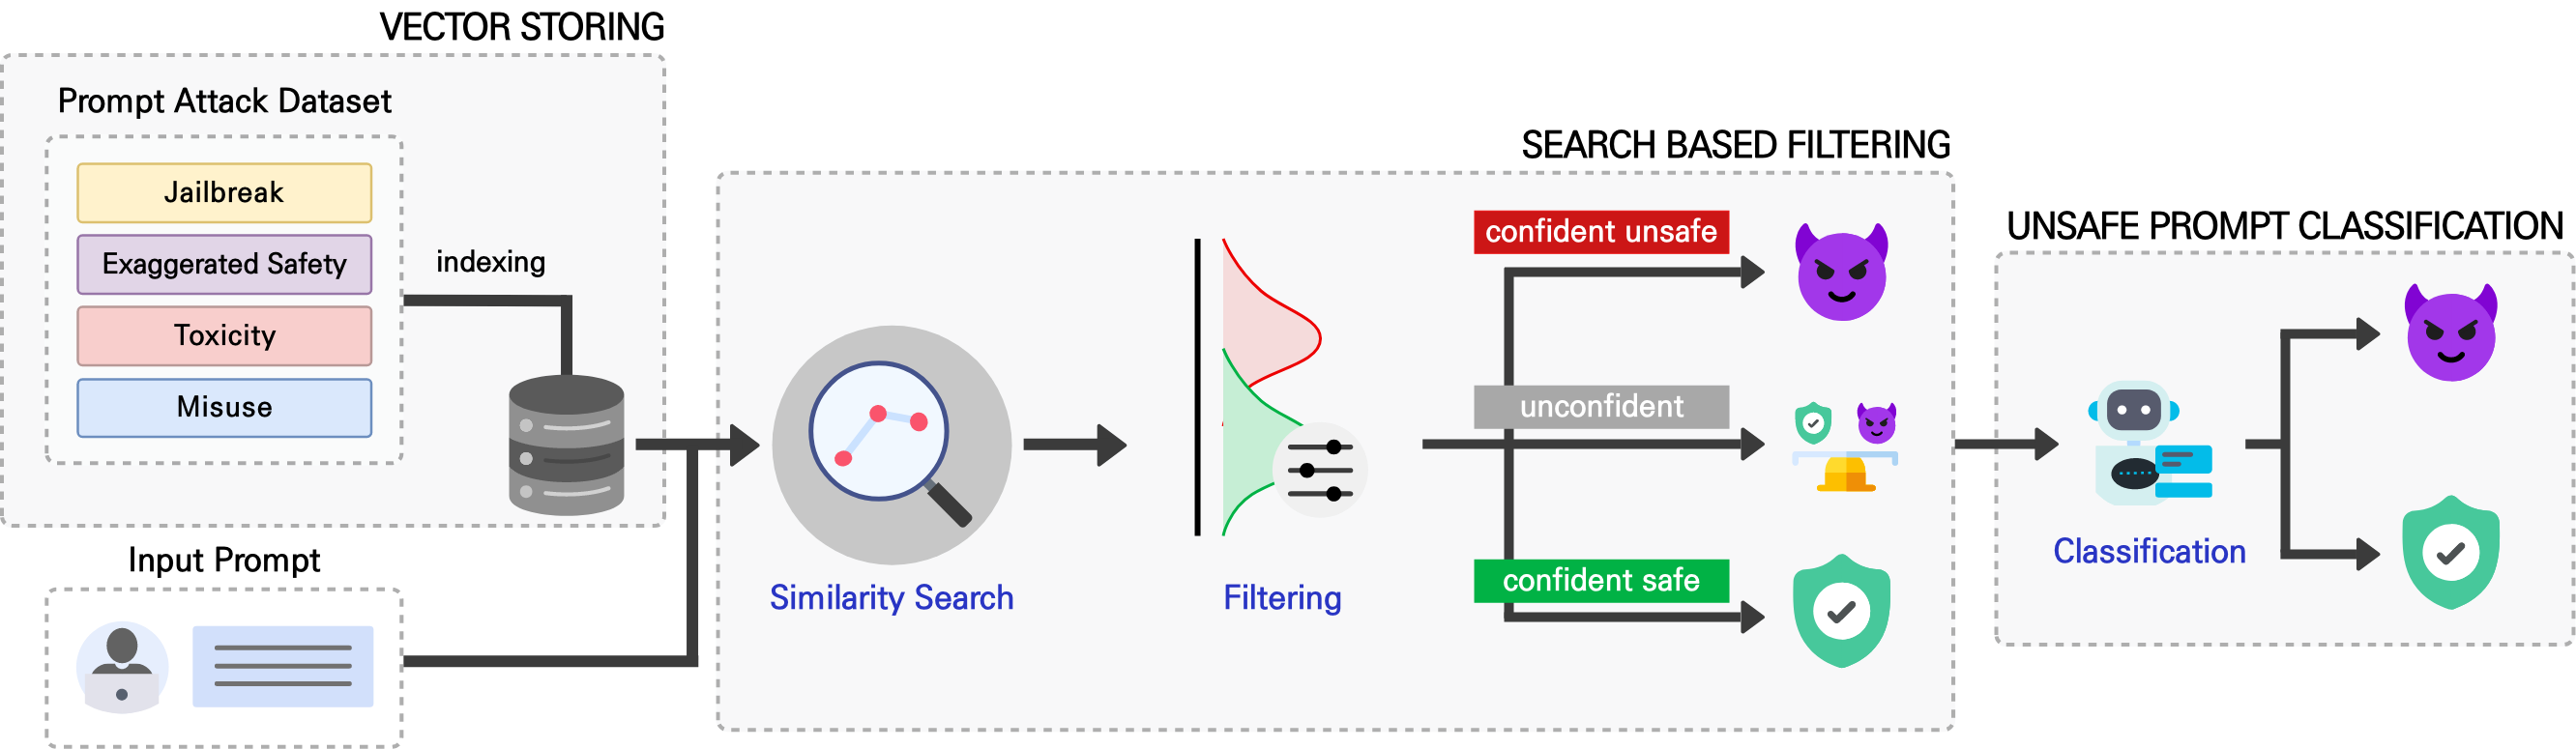 VECTOR STORING
Prompt Attack Dataset
Jailbreak
Exaggerated Safety
Toxicity
Misuse
indexing
Input Prompt
SEARCH BASED FILTERING
Similarity Search
Filtering
confident unsafe
unconfident
confident safe
UNSAFE PROMPT CLASSIFICATION
Classification